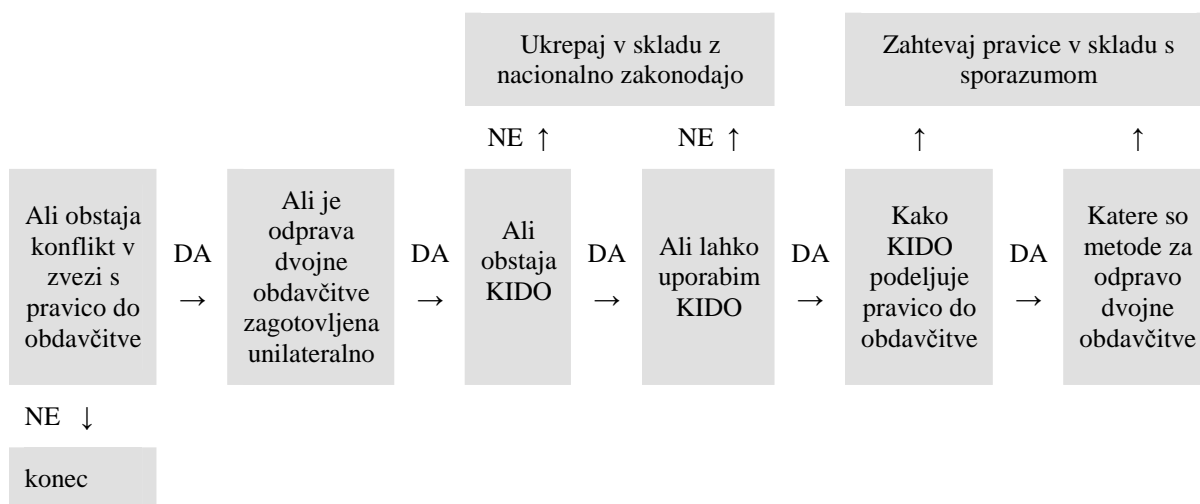 Ukrepaj v skladu z
nacionalno zakonodajo
Zahtevaj pravice v skladu s
sporazumom
NE ↑
NE ↑
↑
↑
Ali obstaja
konflikt v
zvezi s
pravico do
obdavčitve
DA
→
Ali je
odprava
dvojne
obdavčitve
zagotovljena
unilateralno
DA
→
Ali
obstaja
KIDO
DA
→
Ali lahko
uporabim
KIDO
DA
→
Kako
KIDO
podeljuje
pravico do
obdavčitve
DA
→
Katere so
metode za
odpravo
dvojne
obdavčitve
NE ↓
konec